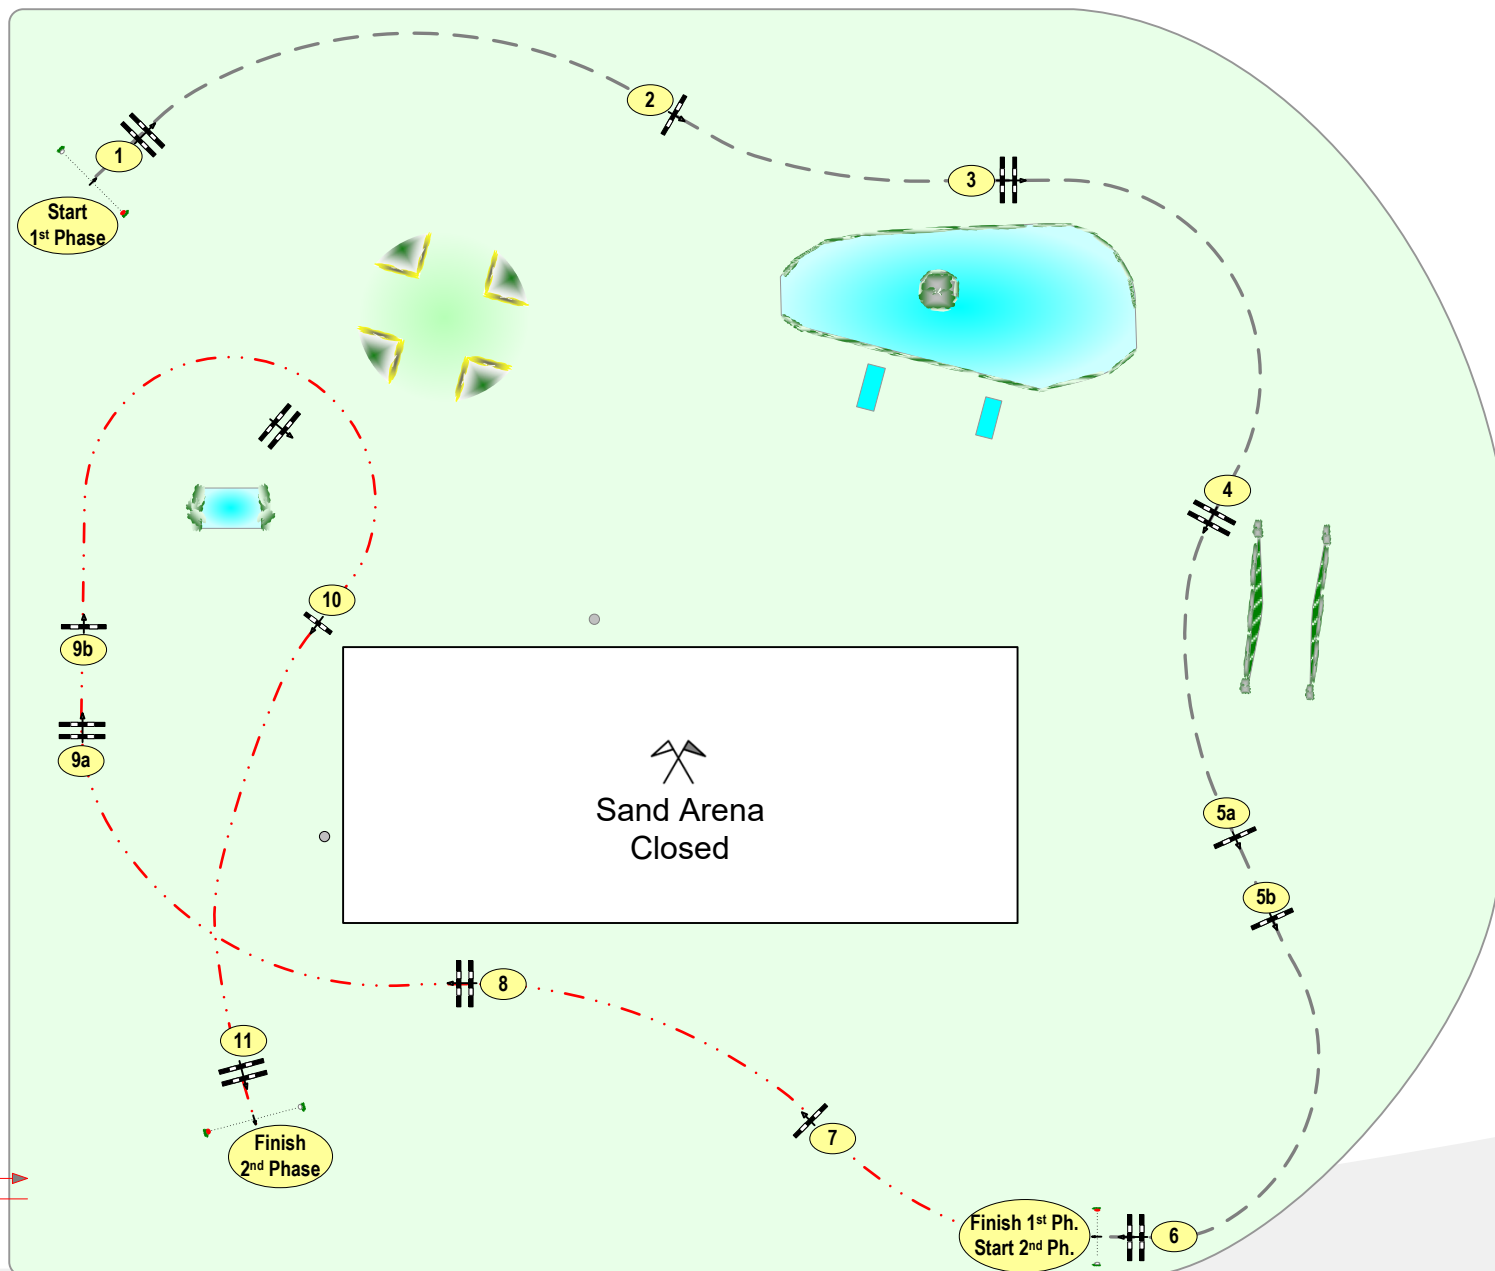 1
2
3
Start
1st Phase
4
10
9b
9a
Sand Arena
Closed
5a
5b
8
11
7
Finish
2nd Phase
Finish 1st Ph.
Start 2nd Ph.
6